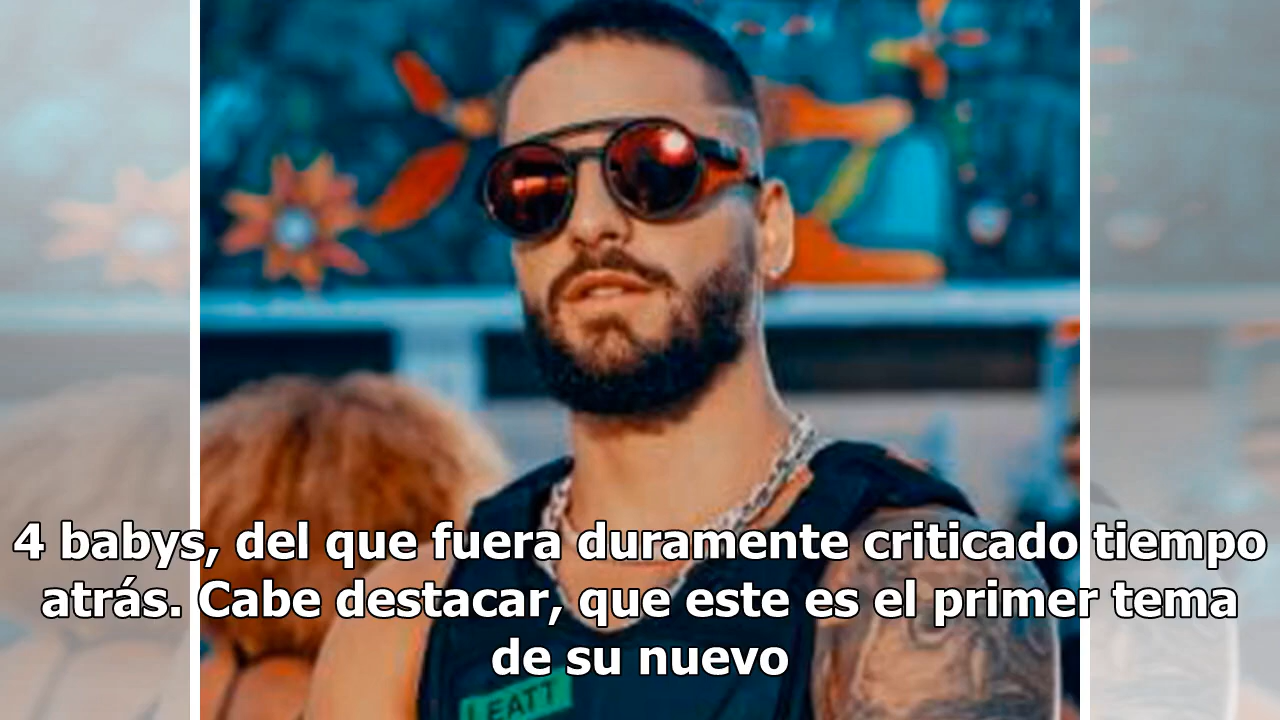 4 babys, del que fuera duramente criticado tiempo
atrás. Cabe destacar, que este es el primer tema
de su nuevo
LEATT